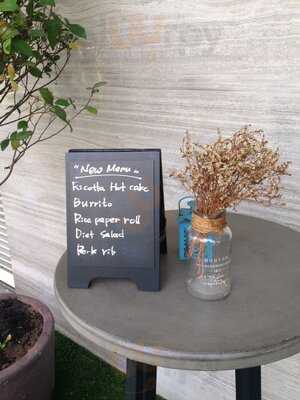 "New Menu"
Ricotta Hot cake
Burrito
Rice paper roll
Diet Salad
Pork rib